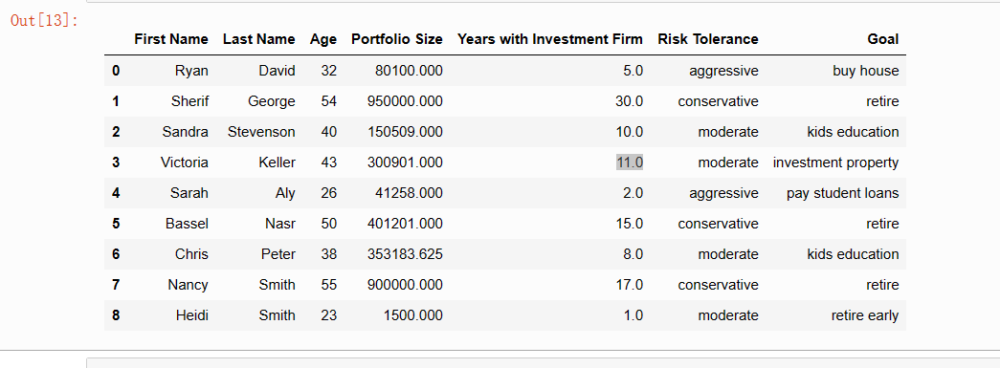 Out[13]:
First Name Last Name Age Portfolio Size Years with Investment Firm Risk Tolerance Goal
0 Ryan David 32 80100.000 5.0 aggressive buy house
1 Sherif George 54 950000.000 30.0 conservative retire
2 Sandra Stevenson 40 150509.000 10.0 moderate kids education
3 Victoria Keller 43 300901.000 11.0 moderate investment property
4 Sarah Aly 26 41258.000 2.0 aggressive pay student loans
5 Bassel Nasr 50 401201.000 15.0 conservative retire
6 Chris Peter 38 353183.625 8.0 moderate kids education
7 Nancy Smith 55 900000.000 17.0 conservative retire
8 Heidi Smith 23 1500.000 1.0 moderate retire early